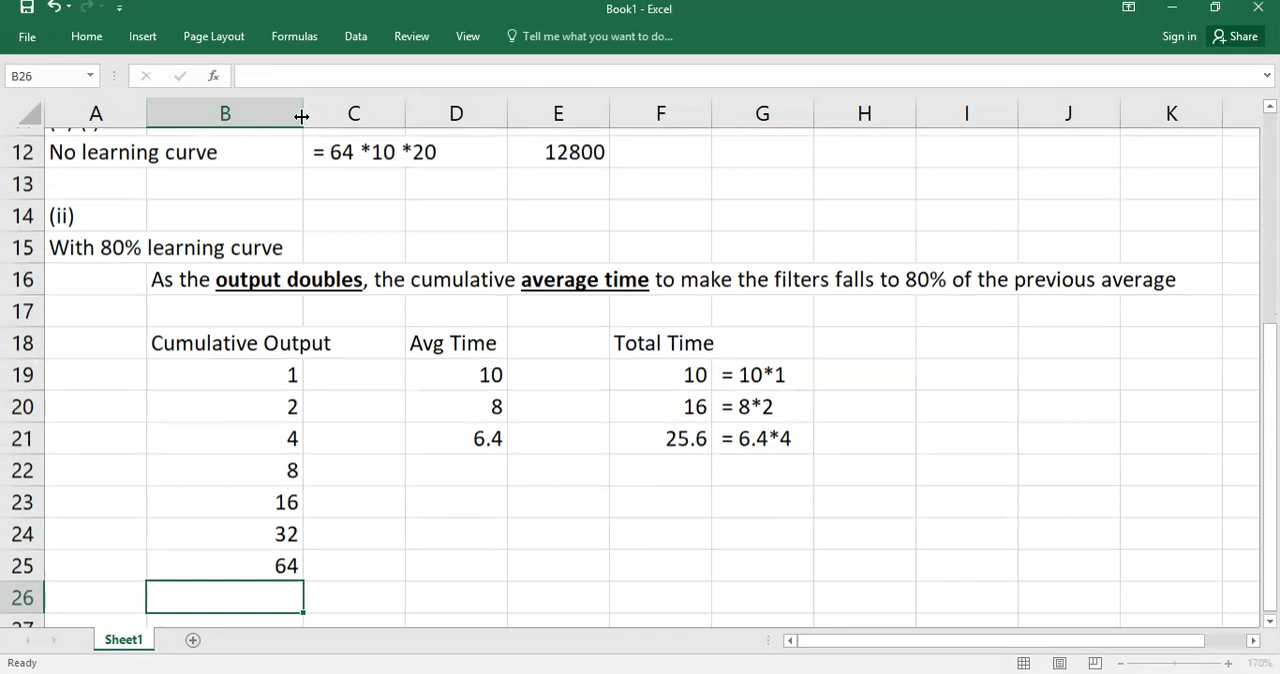 Book1 - Excel
File Home Insert Page Layout Formulas Data Review View Tell me what you want to do... Sign in Share
B26 fx
A B C D E F G H I J K
12 No learning curve = 64 *10 *20 12800
13
14 (ii)
15 With 80% learning curve
16 As the output doubles, the cumulative average time to make the filters falls to 80% of the previous average
17
18 Cumulative Output Avg Time Total Time
19 1 10 10 = 10*1
20 2 8 16 = 8*2
21 4 6.4 25.6 = 6.4*4
22 8
23 16
24 32
25 64
26
27
Sheet1
Ready 170%